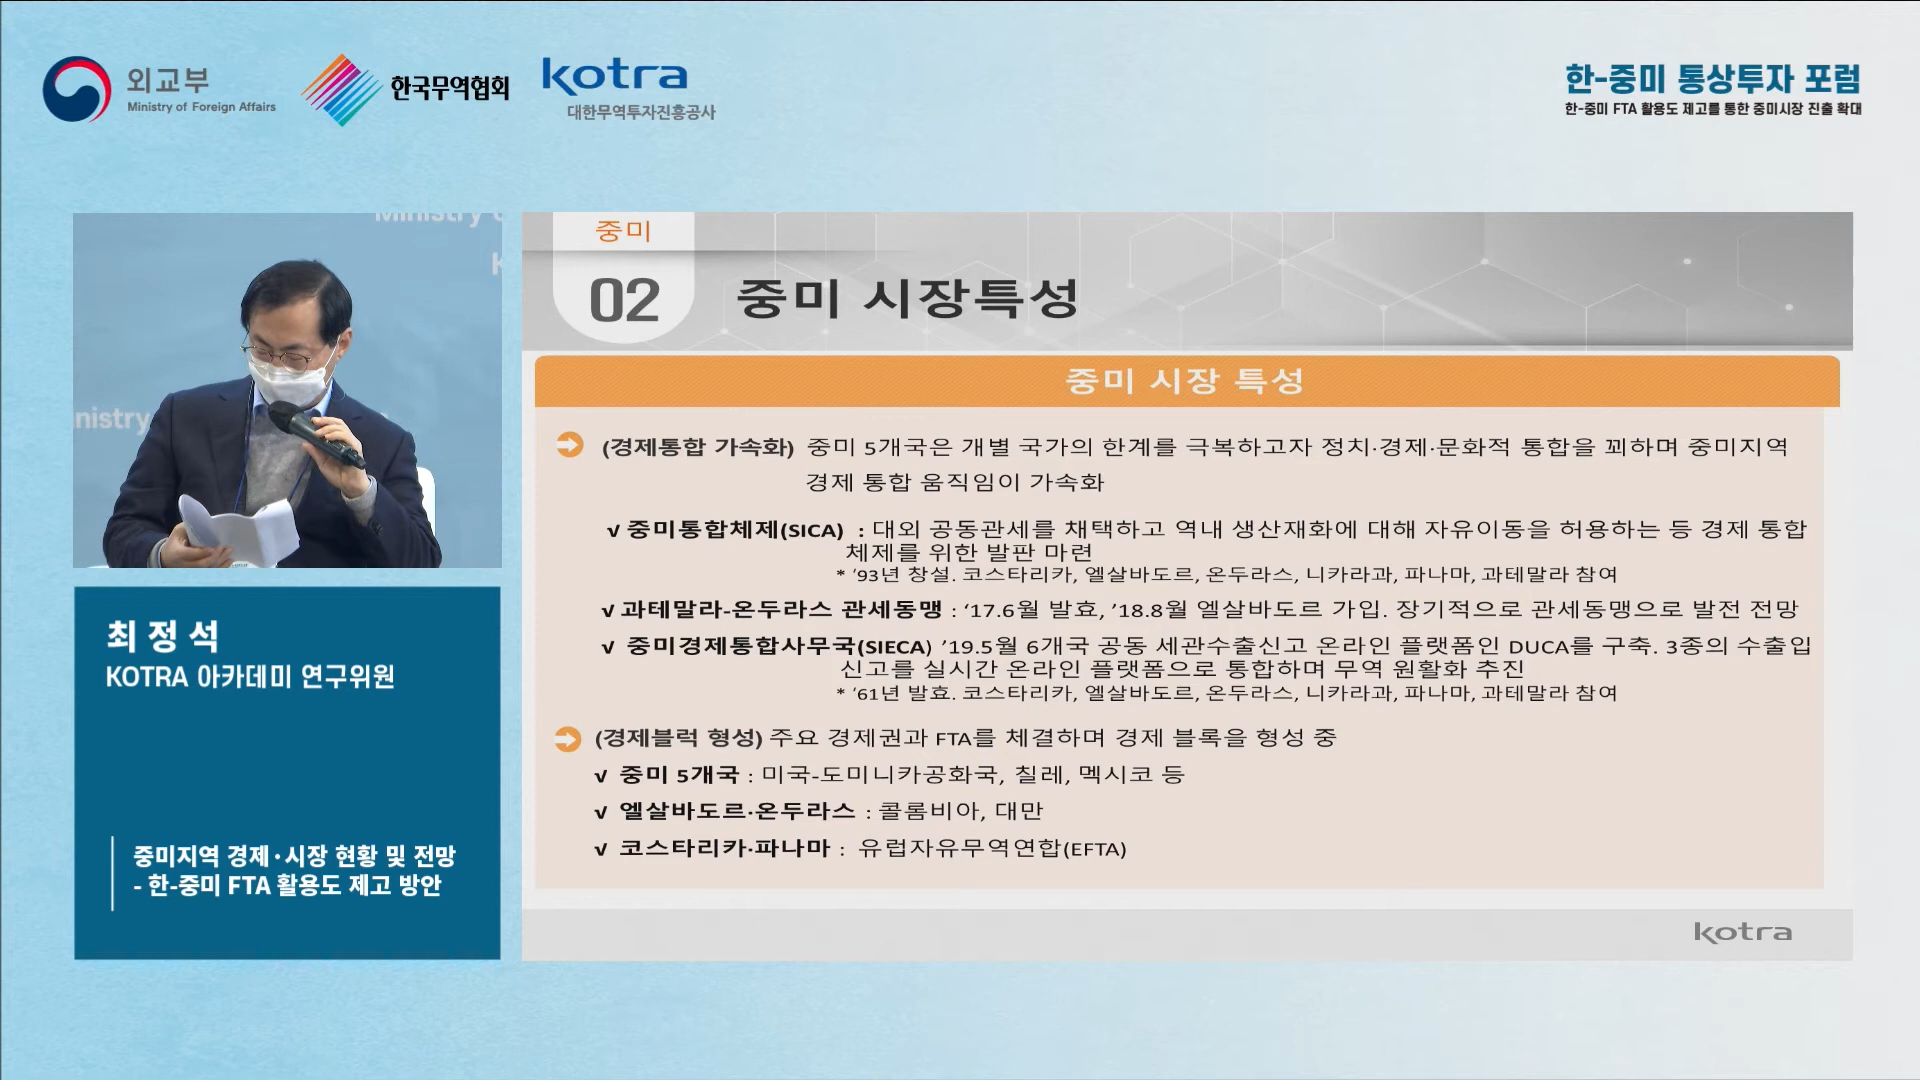 외교부
Ministry of Foreign Affairs
한국무역협회
kotra
대한무역투자진흥공사
한-중미 통상투자 포럼
한-중미 FTA 활용도 제고를 통한 중미시장 진출 확대
Ministry
K
nistry
최정석
KOTRA 아카데미 연구위원
중미지역 경제·시장 현황 및 전망
- 한-중미 FTA 활용도 제고 방안
중미
02 중미 시장특성
중미 시장 특성
(경제통합 가속화) 중미 5개국은 개별 국가의 한계를 극복하고자 정치·경제·문화적 통합을 꾀하며 중미지역
경제 통합 움직임이 가속화
√ 중미통합체제(SICA) : 대외 공동관세를 채택하고 역내 생산재화에 대해 자유이동을 허용하는 등 경제 통합
체제를 위한 발판 마련
* ’93년 창설. 코스타리카, 엘살바도르, 온두라스, 니카라과, 파나마, 과테말라 참여
√ 과테말라-온두라스 관세동맹 : ‘17.6월 발효, ’18.8월 엘살바도르 가입. 장기적으로 관세동맹으로 발전 전망
√ 중미경제통합사무국(SIECA) ’19.5월 6개국 공동 세관수출신고 온라인 플랫폼인 DUCA를 구축. 3종의 수출입
신고를 실시간 온라인 플랫폼으로 통합하며 무역 원활화 추진
* ’61년 발효. 코스타리카, 엘살바도르, 온두라스, 니카라과, 파나마, 과테말라 참여
(경제블럭 형성) 주요 경제권과 FTA를 체결하며 경제 블록을 형성 중
√ 중미 5개국 : 미국-도미니카공화국, 칠레, 멕시코 등
√ 엘살바도르·온두라스 : 콜롬비아, 대만
√ 코스타리카·파나마 : 유럽자유무역연합(EFTA)
kotra